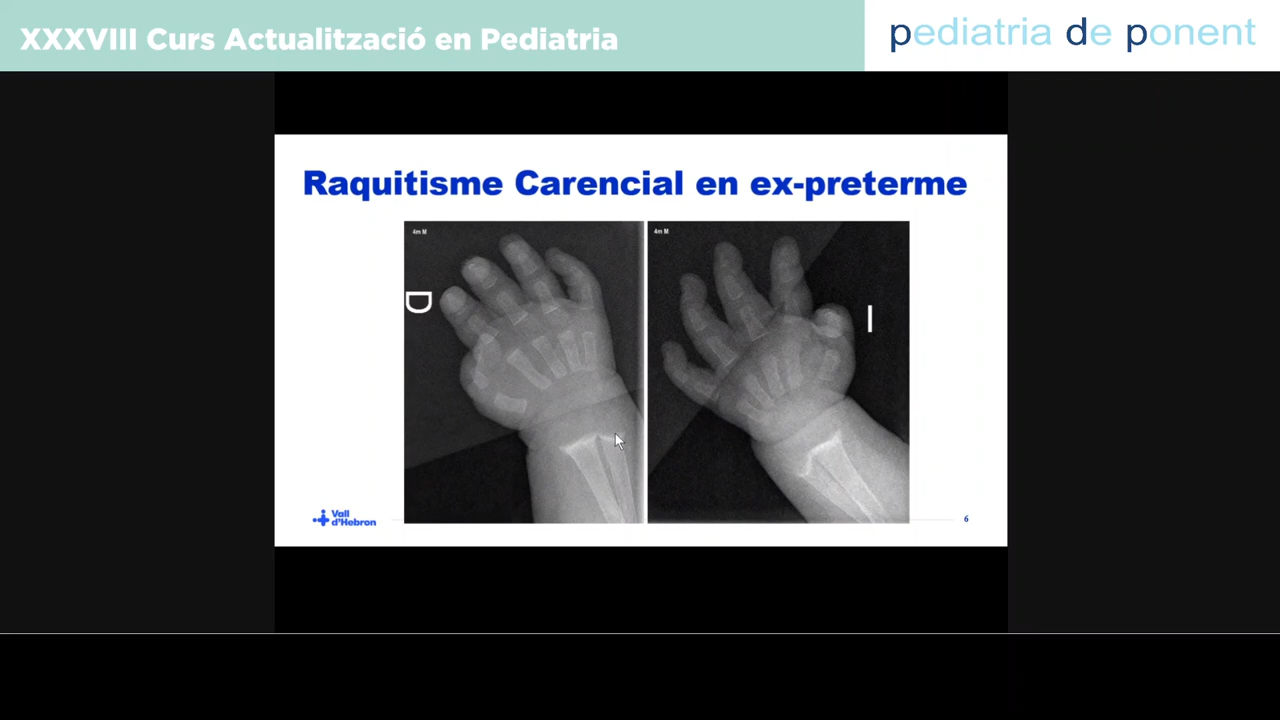 XXXVIII Curs Actualització en Pediatria
pediatria de ponent
Raquitisme Carencial en ex-preterme
4m M
4m M
D
I
Vall
d'Hebron
6